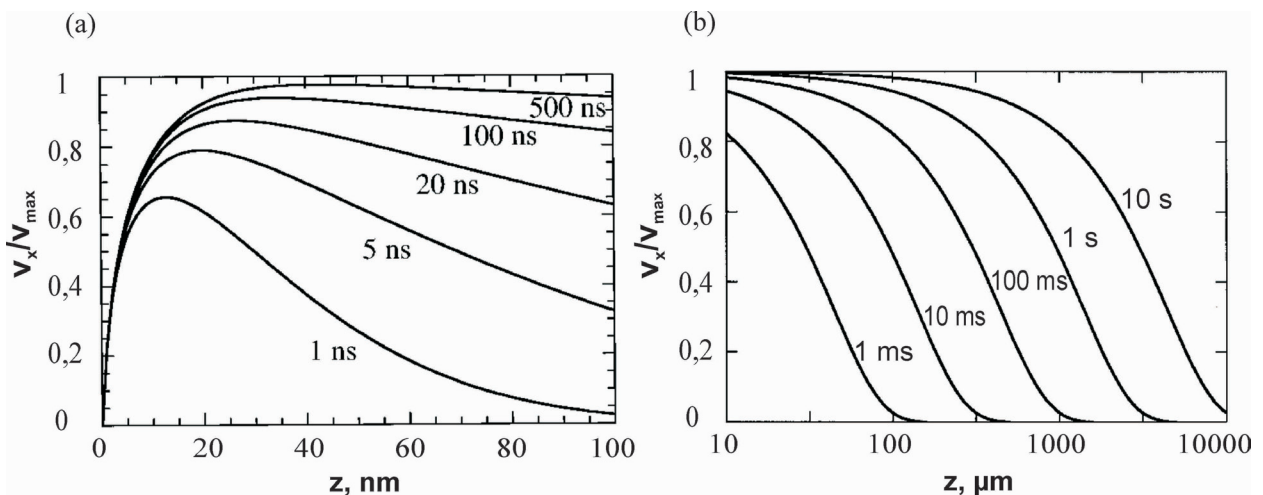 (a)
v_x/v_max
1
0,8
0,6
0,4
0,2
0
500 ns
100 ns
20 ns
5 ns
1 ns
0
20
40
60
80
100
z, nm
(b)
v_x/v_max
1
0,8
0,6
0,4
0,2
0
10 s
1 s
100 ms
10 ms
1 ms
10
100
1000
10000
z, µm